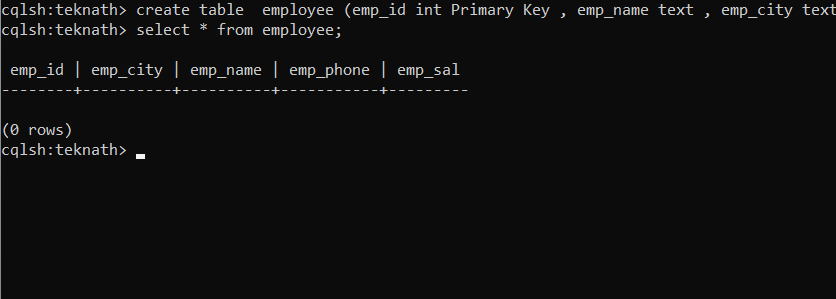 cqlsh:teknath> create table  employee (emp_id int Primary Key , emp_name text , emp_city text
cqlsh:teknath> select * from employee;
 emp_id | emp_city | emp_name | emp_phone | emp_sal
--------+----------+----------+-----------+---------
(0 rows)
cqlsh:teknath>